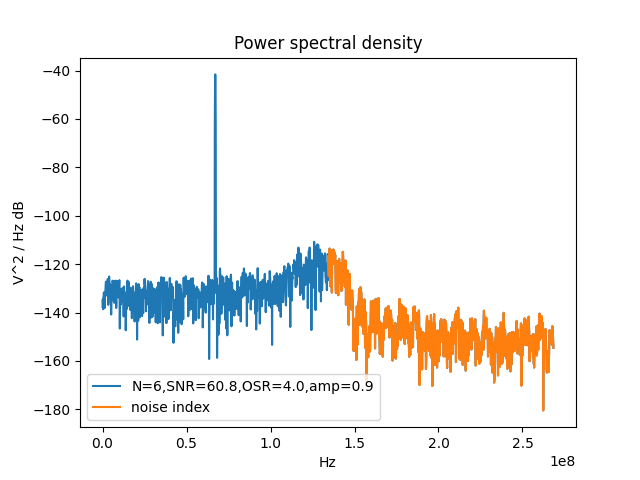 Power spectral density
V^2 / Hz dB
−40
−60
−80
−100
−120
−140
−160
−180
N=6,SNR=60.8,OSR=4.0,amp=0.9
noise index
0.0 0.5 1.0 1.5 2.0 2.5
1e8
Hz